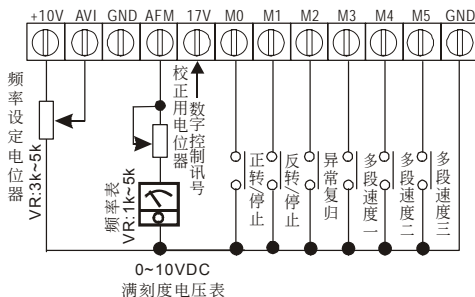 +10V AVI GND AFM 17V M0 M1 M2 M3 M4 M5 GND
频率设定电位器
VR:3k~5k
频率表
VR:1k~5k
校正用电位器
数字控制讯号
正转/停止
反转/停止
异常复归
多段速度一
多段速度二
多段速度三
0~10VDC
满刻度电压表